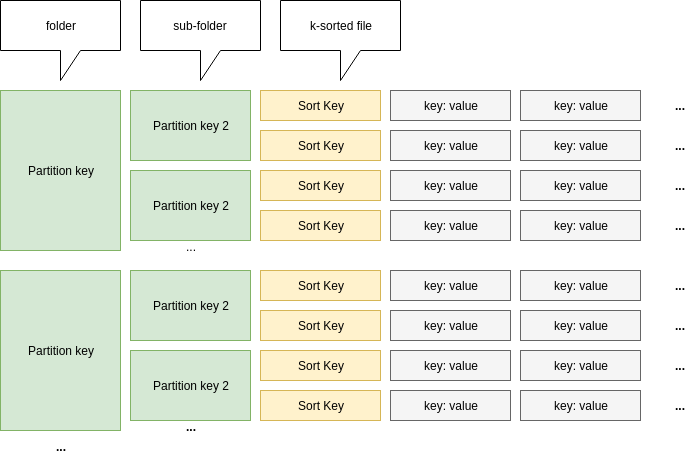 folder
sub-folder
k-sorted file
Partition key
Partition key 2
Sort Key key: value key: value ...
Sort Key key: value key: value ...
Partition key 2
Sort Key key: value key: value ...
Sort Key key: value key: value ...
...
Partition key
Partition key 2
Sort Key key: value key: value ...
Sort Key key: value key: value ...
Partition key 2
Sort Key key: value key: value ...
Sort Key key: value key: value ...
...
...